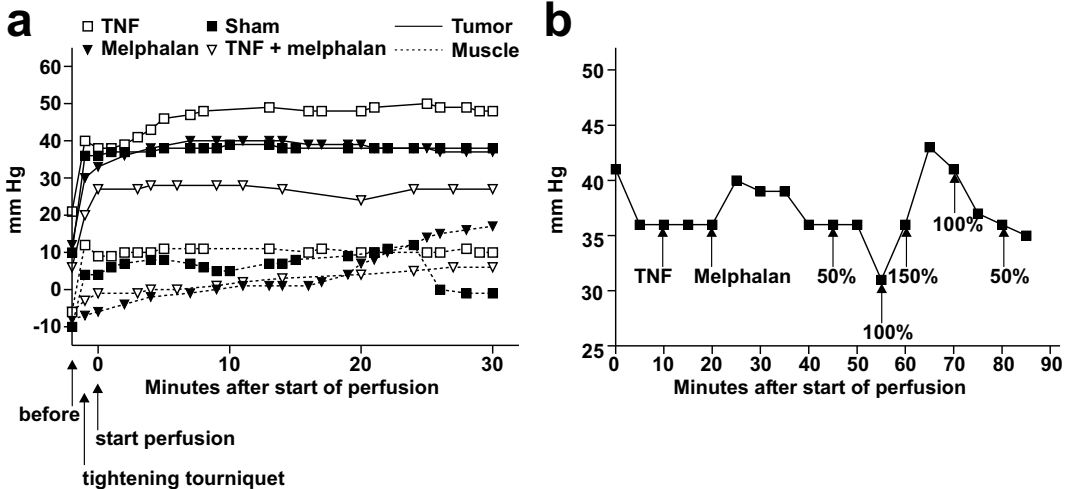 a
TNF
Sham
Tumor
Melphalan
TNF + melphalan
Muscle
60
50
40
30
20
10
0
-10
mm Hg
0
10
20
30
Minutes after start of perfusion
before
start perfusion
tightening tourniquet
b
50
45
40
35
30
25
mm Hg
TNF
Melphalan
50%
100%
150%
100%
50%
0
10
20
30
40
50
60
70
80
90
Minutes after start of perfusion